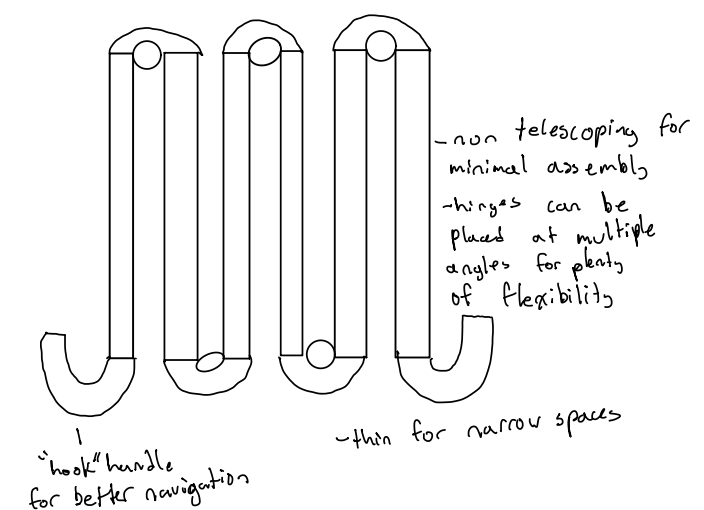 -non telescoping for
minimal assembly
-hinges can be
placed at multiple
angles for plenty
of flexibility
-thin for narrow spaces
"hook" handle
for better navigation